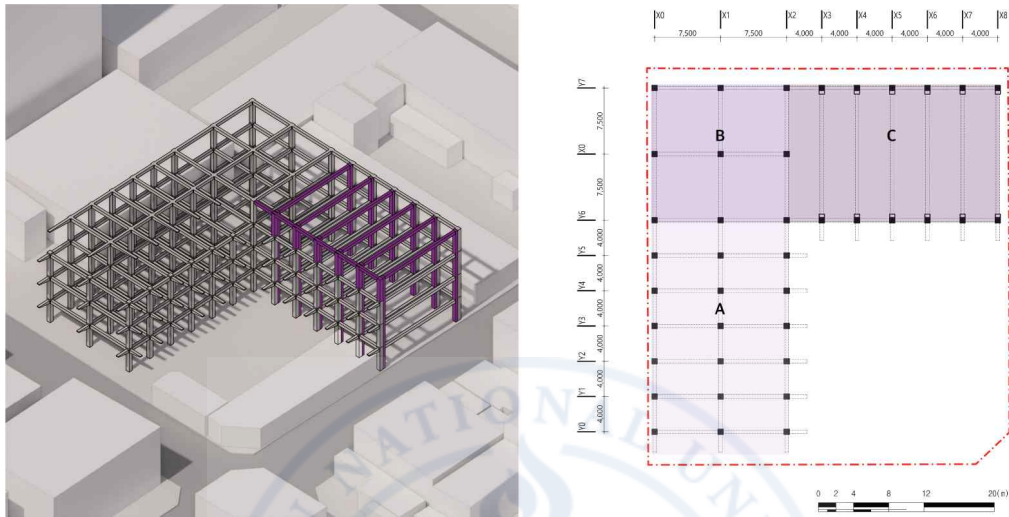 X0 X1 X2 X3 X4 X5 X6 X7 X8
7,500 7,500 4,000 4,000 4,000 4,000 4,000 4,000
Y7
7,500
X0
7,500
Y6
4,000
Y5
4,000
Y4
4,000
Y3
4,000
Y2
4,000
Y1
4,000
Y0
B
C
A
0 2 4 8 12 20(m)
NATIONAL UN